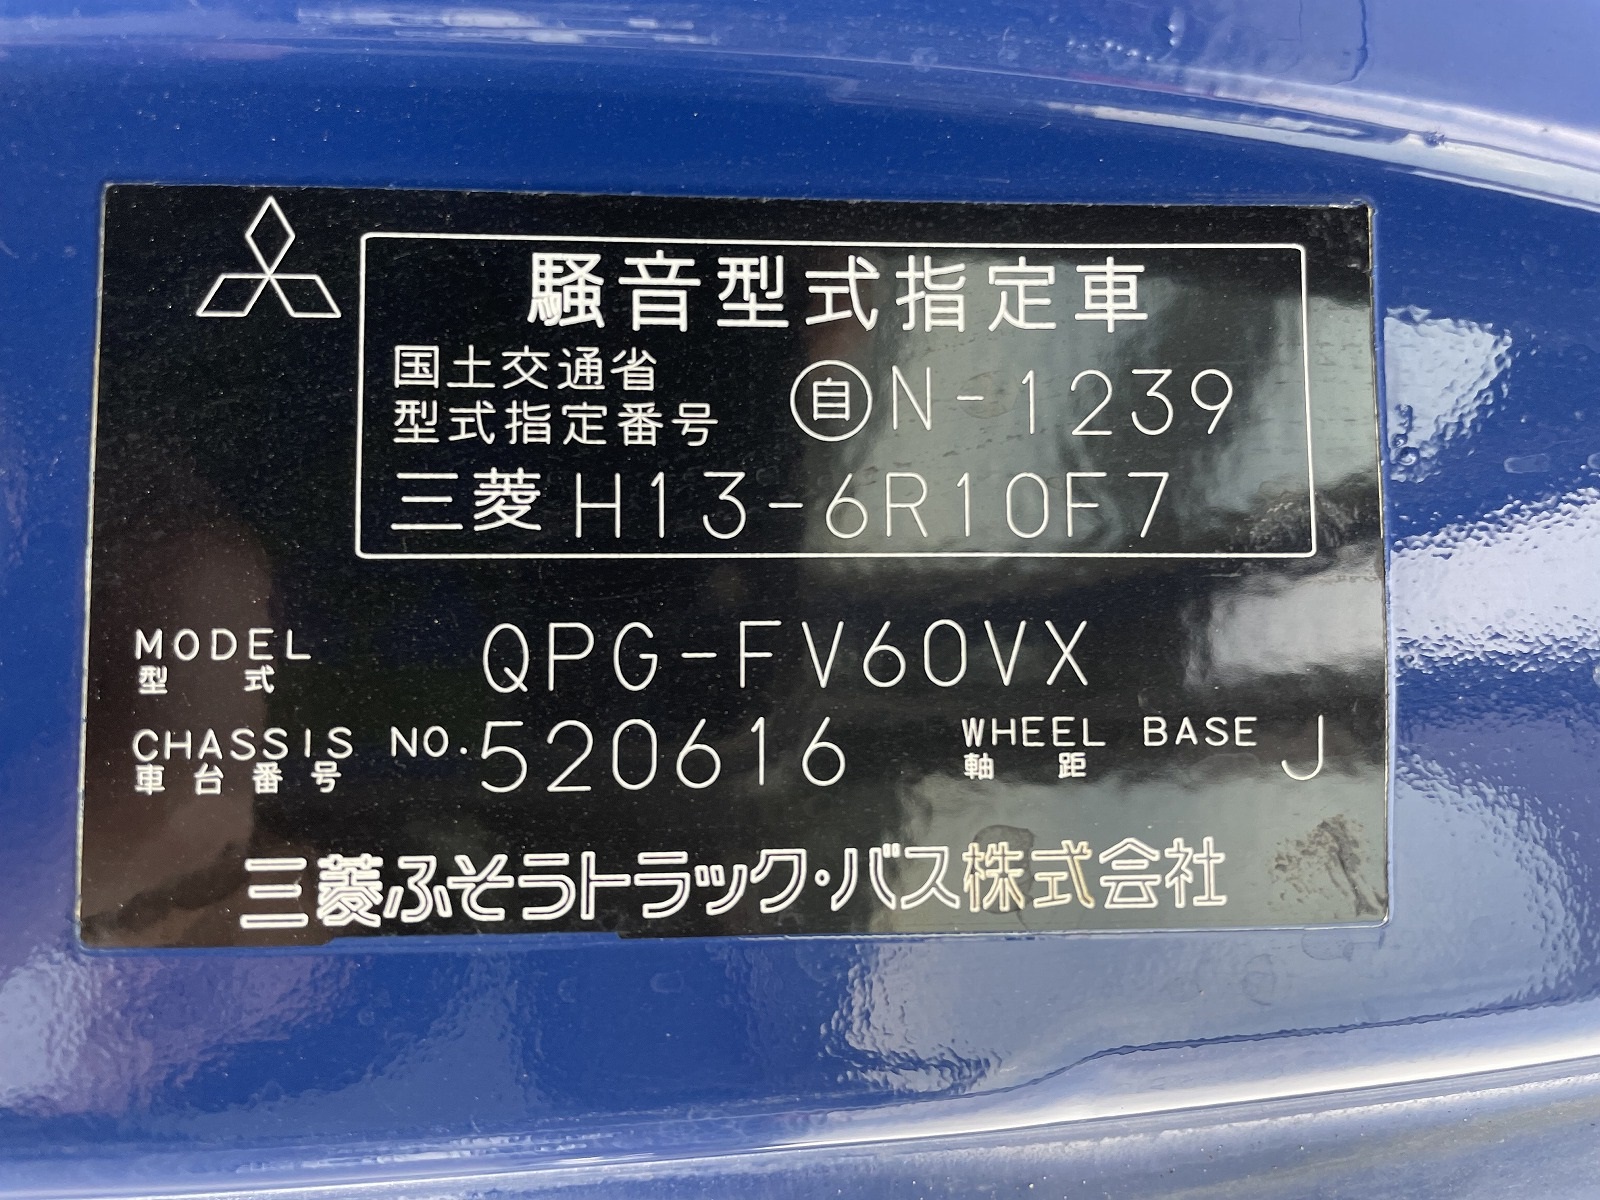 騒音型式指定車
国土交通省
型式指定番号 自N-1239
三菱 H13-6R10F7
MODEL QPG-FV60VX
型式
CHASSIS NO. 520616 WHEEL BASE J
車台番号 軸距
三菱ふそうトラック・バス株式会社